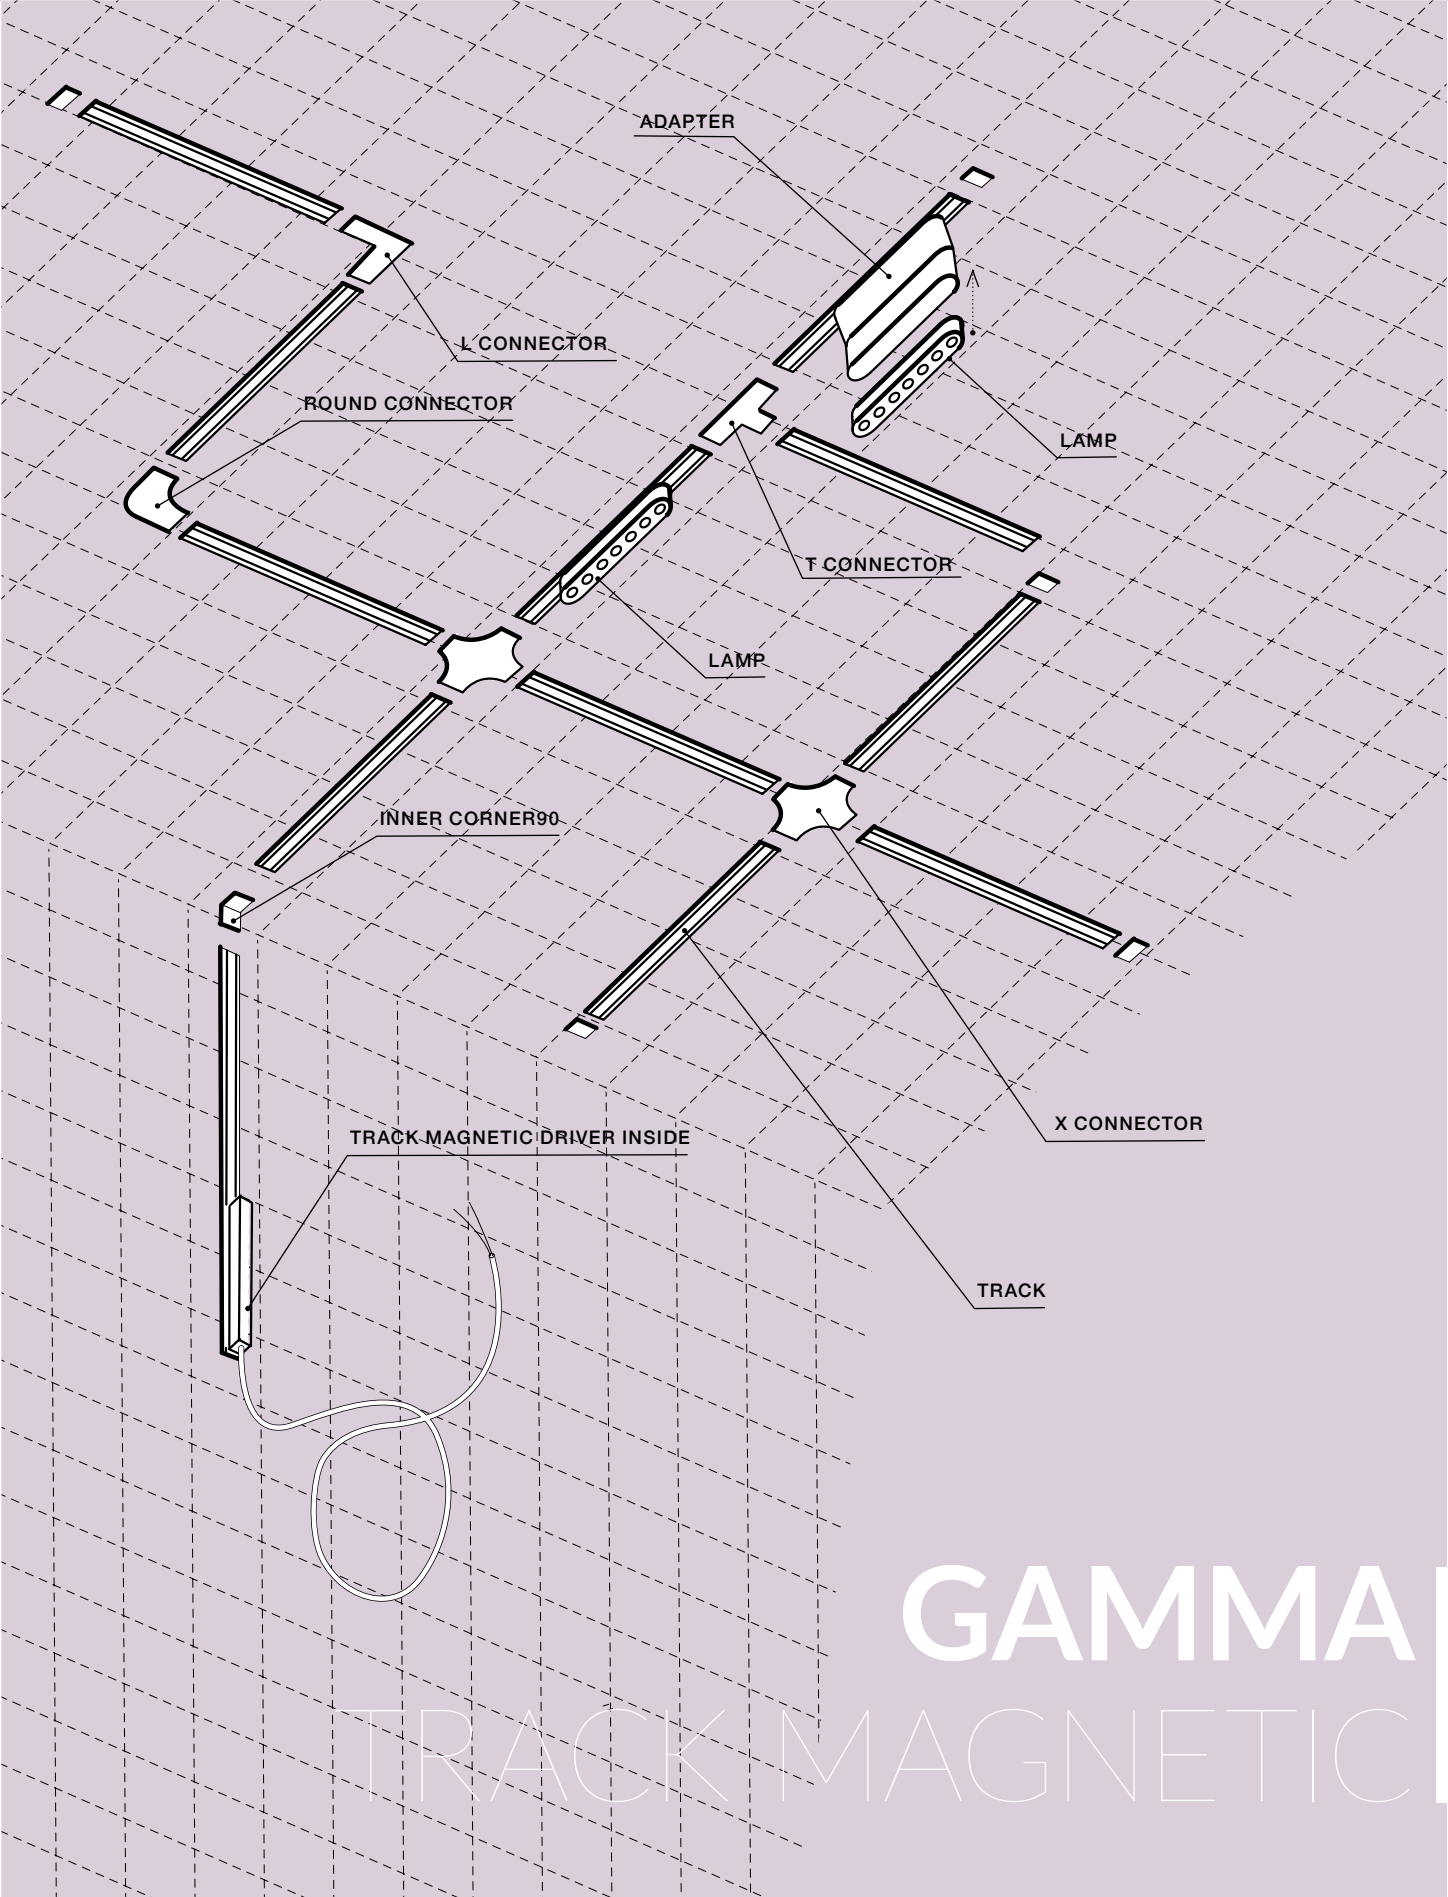 ADAPTER
L CONNECTOR
ROUND CONNECTOR
LAMP
T CONNECTOR
LAMP
INNER CORNER90
X CONNECTOR
TRACK MAGNETIC DRIVER INSIDE
TRACK
GAMMA
TRACK MAGNETIC